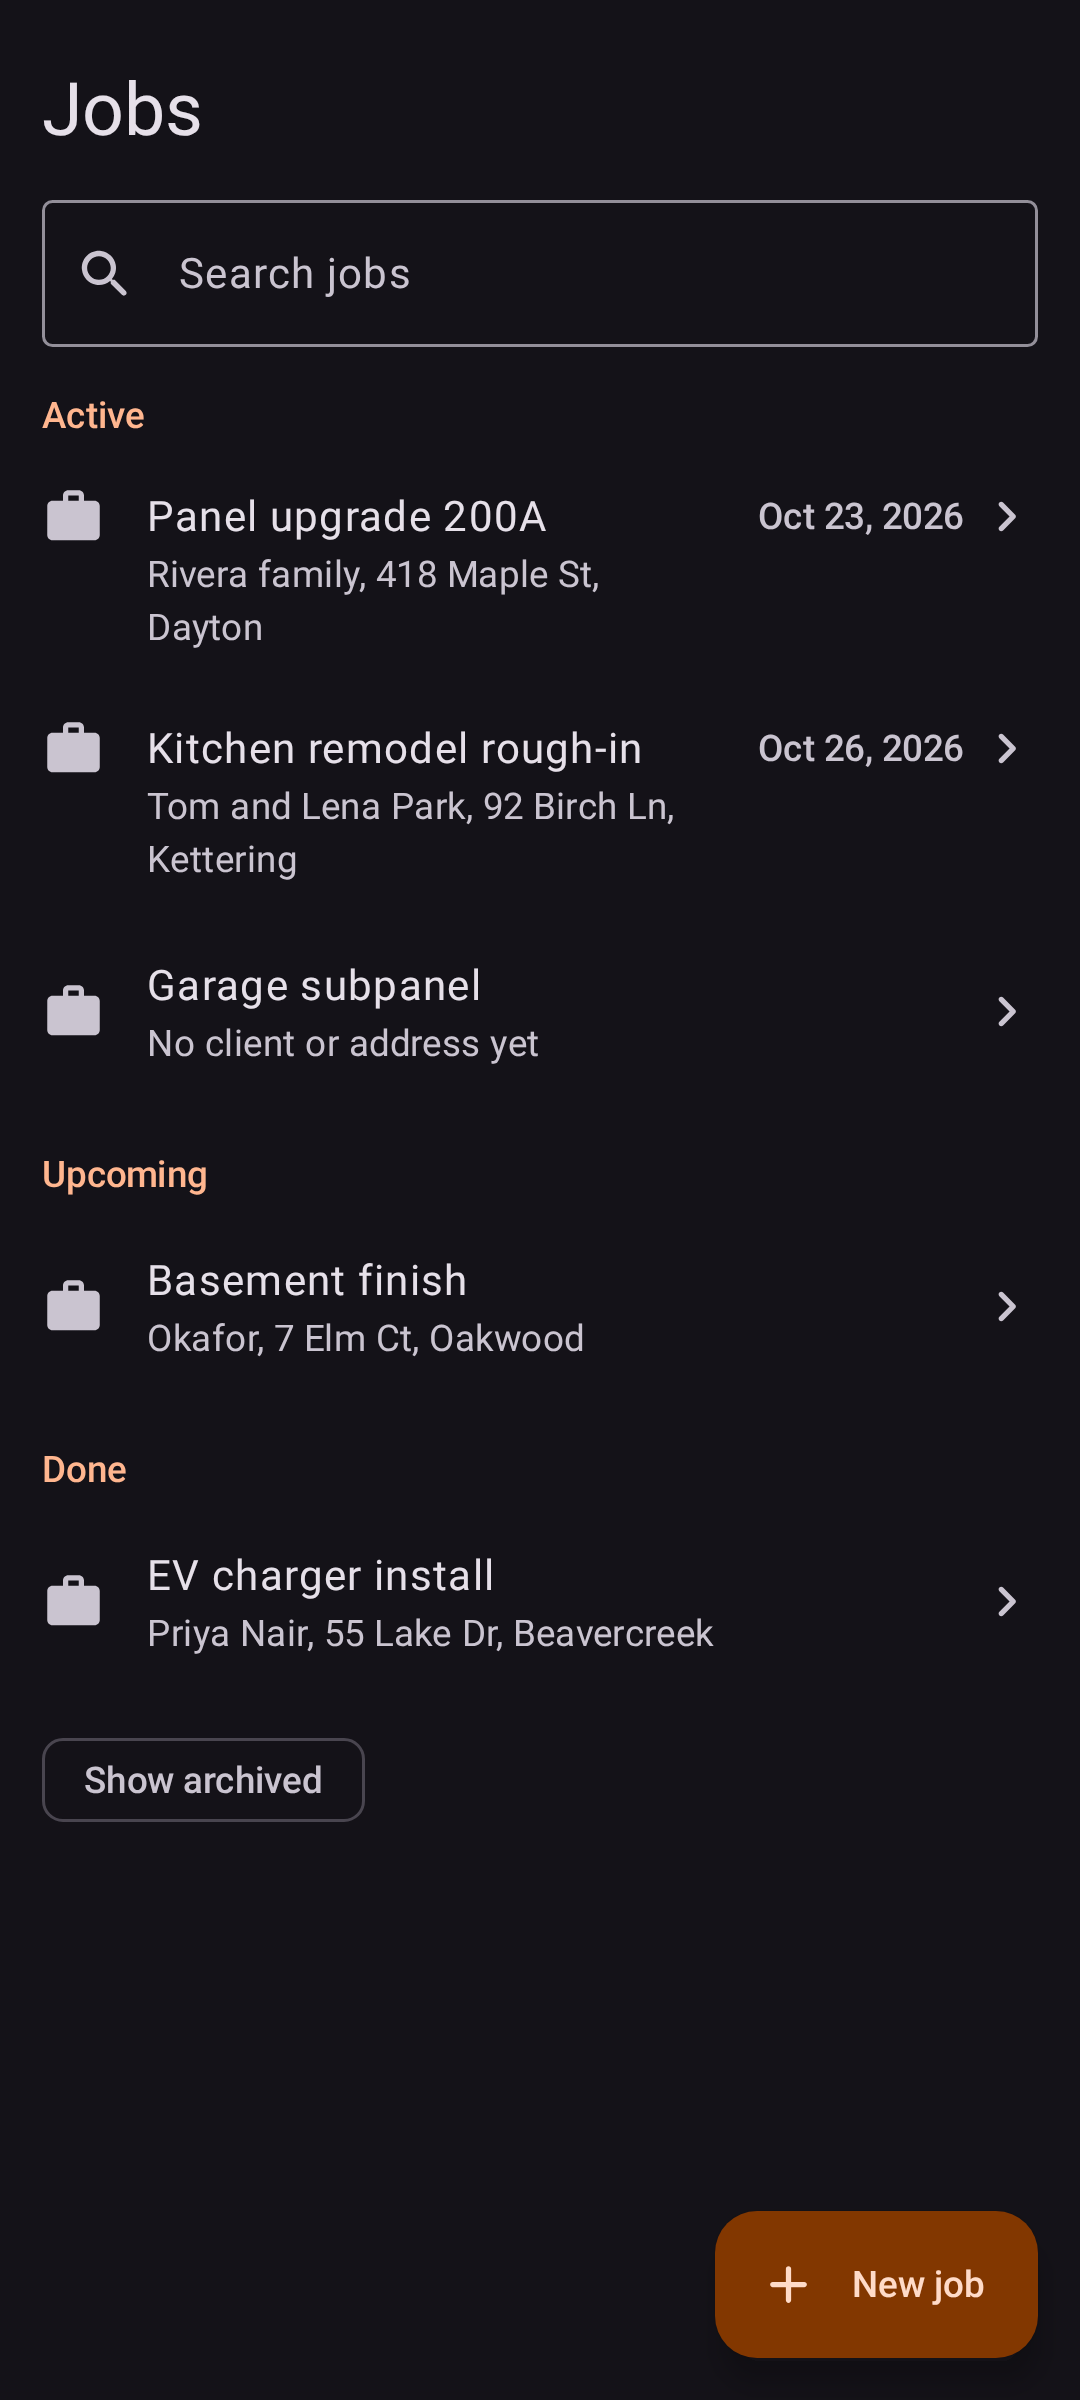 Jobs
Search jobs
Active
Panel upgrade 200A
Oct 23, 2026
Rivera family, 418 Maple St,
Dayton
Kitchen remodel rough-in
Oct 26, 2026
Tom and Lena Park, 92 Birch Ln,
Kettering
Garage subpanel
No client or address yet
Upcoming
Basement finish
Okafor, 7 Elm Ct, Oakwood
Done
EV charger install
Priya Nair, 55 Lake Dr, Beavercreek
Show archived
New job